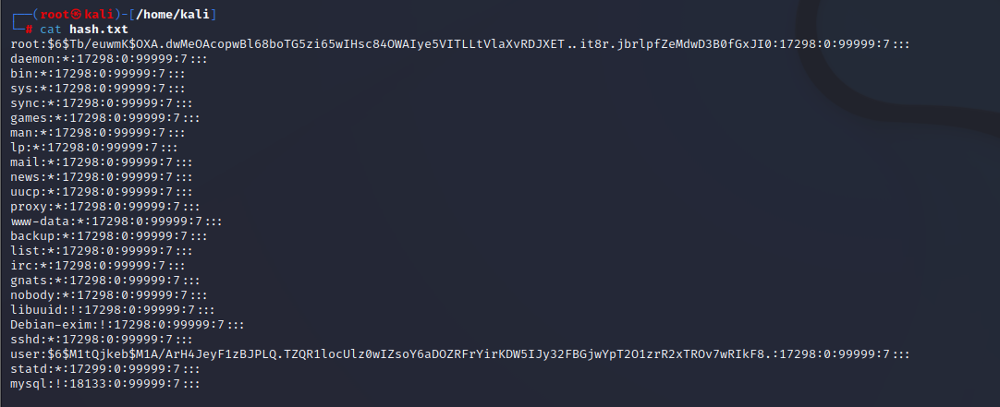 ┌──(root㉿kali)-[/home/kali]
└─# cat hash.txt
root:$6$Tb/euwmK$OXA.dwMeOAcopwBl68boTG5zi65wIHsc84OWAIye5VITLLtVlaXvRDJXET..it8r.jbrlpfZeMdwD3B0fGxJI0:17298:0:99999:7:::
daemon:*:17298:0:99999:7:::
bin:*:17298:0:99999:7:::
sys:*:17298:0:99999:7:::
sync:*:17298:0:99999:7:::
games:*:17298:0:99999:7:::
man:*:17298:0:99999:7:::
lp:*:17298:0:99999:7:::
mail:*:17298:0:99999:7:::
news:*:17298:0:99999:7:::
uucp:*:17298:0:99999:7:::
proxy:*:17298:0:99999:7:::
www-data:*:17298:0:99999:7:::
backup:*:17298:0:99999:7:::
list:*:17298:0:99999:7:::
irc:*:17298:0:99999:7:::
gnats:*:17298:0:99999:7:::
nobody:*:17298:0:99999:7:::
libuuid:!:17298:0:99999:7:::
Debian-exim:!:17298:0:99999:7:::
sshd:*:17298:0:99999:7:::
user:$6$M1tQjkeb$M1A/ArH4JeyF1zBJPLQ.TZQR1locUlz0wIZsoY6aDOZRFrYirKDW5IJy32FBGjwYpT2O1zrR2xTROv7wRIkF8.:17298:0:99999:7:::
statd:*:17299:0:99999:7:::
mysql:!:18133:0:99999:7:::